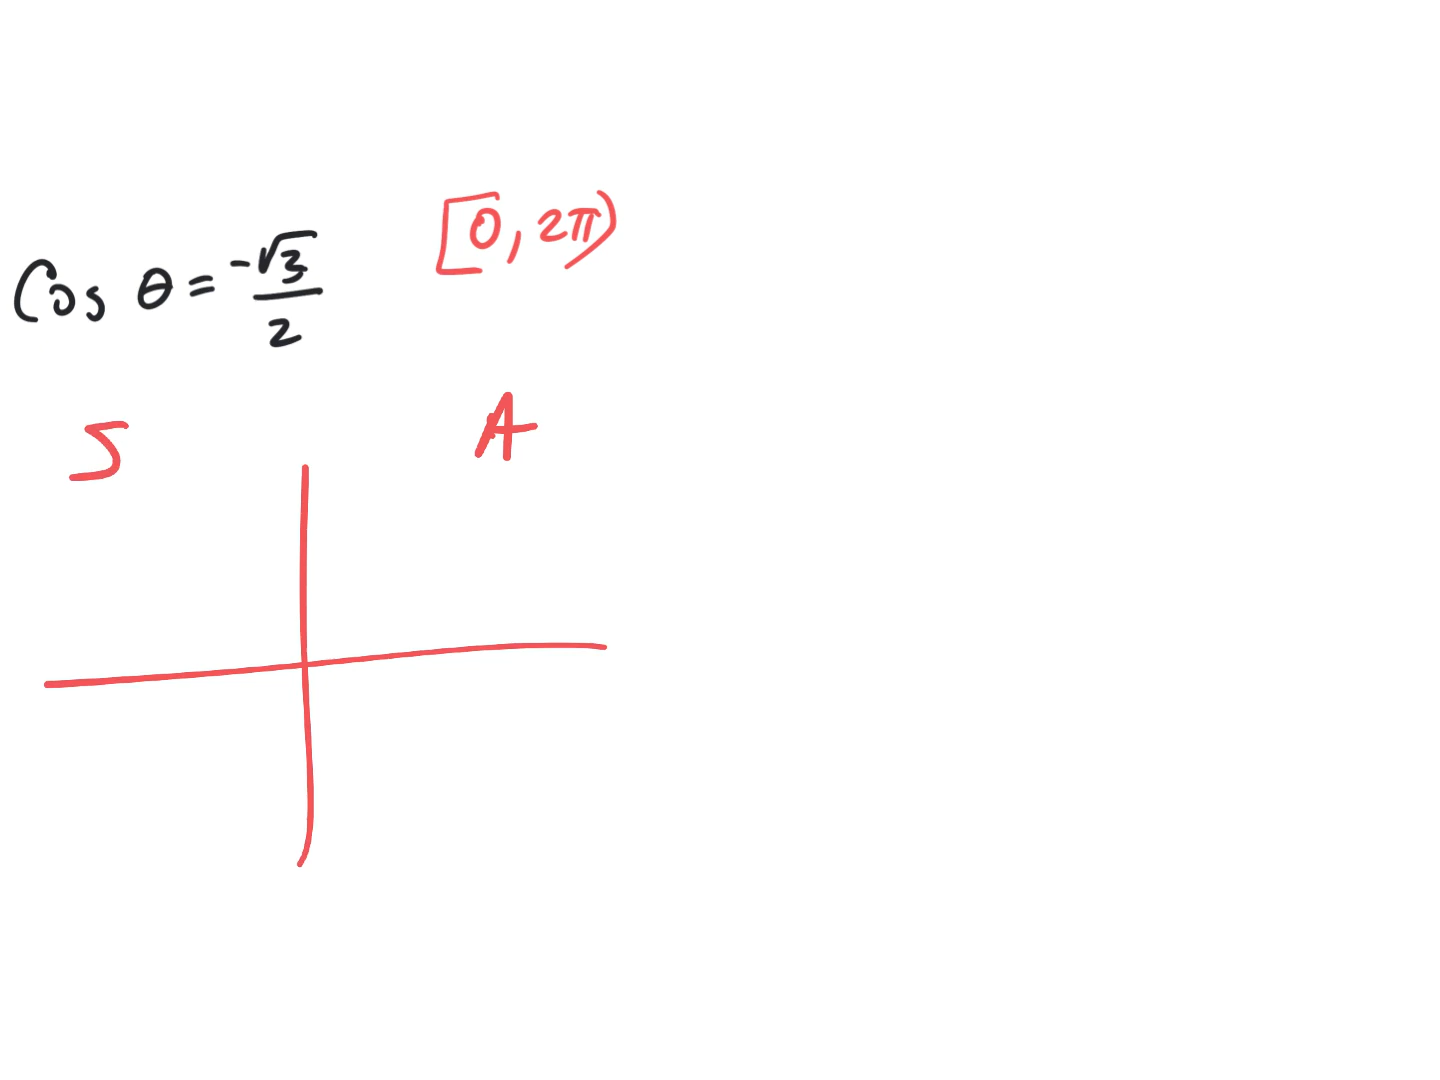 Cos θ = -√3/2 [0, 2π)
S A